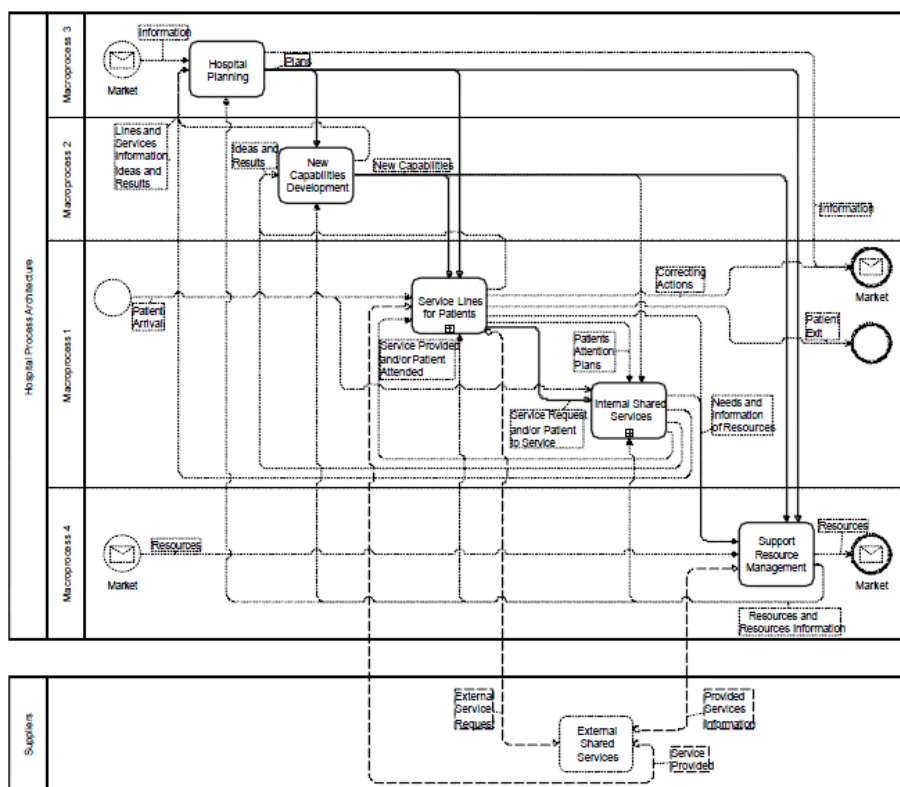 Hospital Process Architecture
Macroprocess 3
Information
Market
Hospital
Planning
Plans
Macroprocess 2
Lines and
Services
Information,
Ideas and
Results
Ideas and
Results
New
Capabilities
Development
New Capabilities
Information
Macroprocess 1
Patient
Arrival
Service Lines
for Patients
Correcting
Actions
Market
Patient
Exit
Service Provided
and/or Patient
Attended
Patients
Attention
Plans
Service Request
and/or Patient
to Service
Internal Shared
Services
Needs and
Information
of Resources
Macroprocess 4
Market
Resources
Support
Resource
Management
Resources
Market
Resources and
Resources Information
Suppliers
External
Service
Request
External
Shared
Services
Provided
Services
Information
Service
Provided